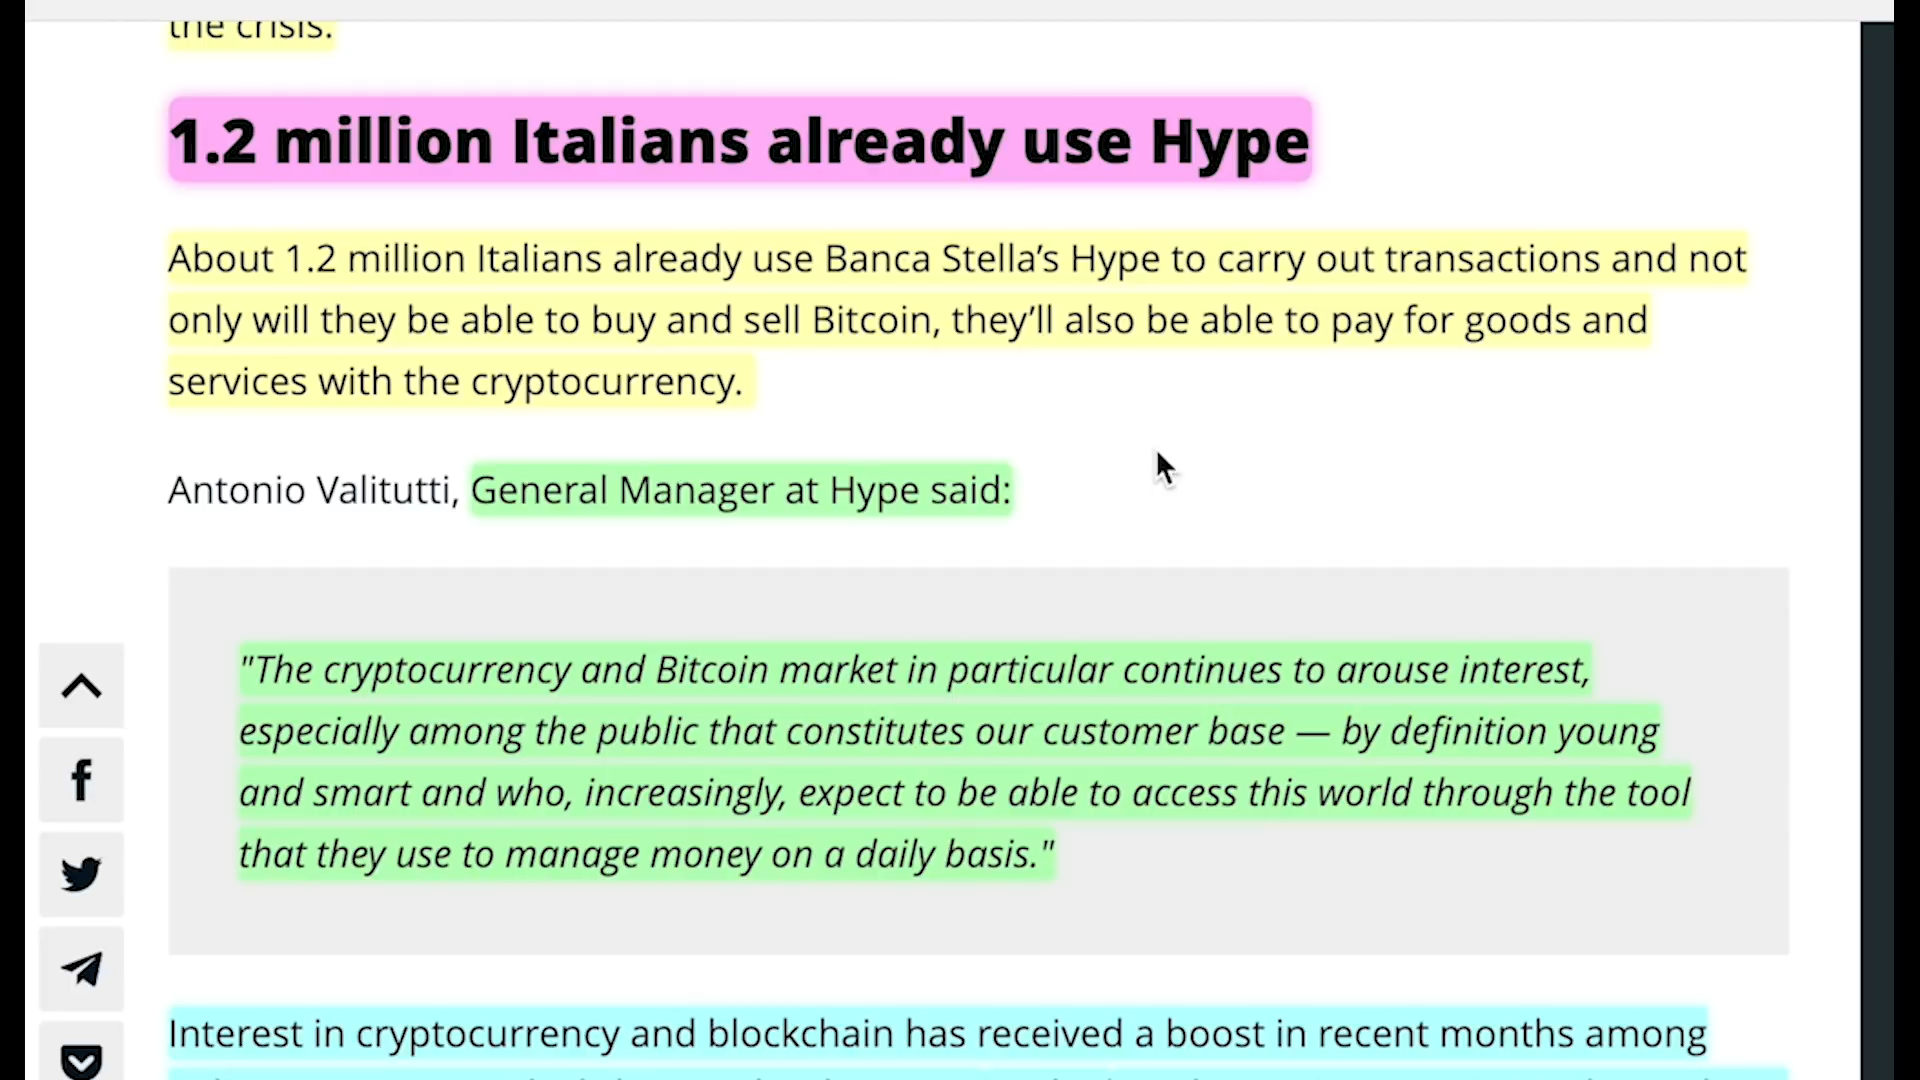 the crisis.
1.2 million Italians already use Hype
About 1.2 million Italians already use Banca Stella’s Hype to carry out transactions and not
only will they be able to buy and sell Bitcoin, they’ll also be able to pay for goods and
services with the cryptocurrency.
Antonio Valitutti, General Manager at Hype said:
"The cryptocurrency and Bitcoin market in particular continues to arouse interest,
especially among the public that constitutes our customer base — by definition young
and smart and who, increasingly, expect to be able to access this world through the tool
that they use to manage money on a daily basis."
Interest in cryptocurrency and blockchain has received a boost in recent months among